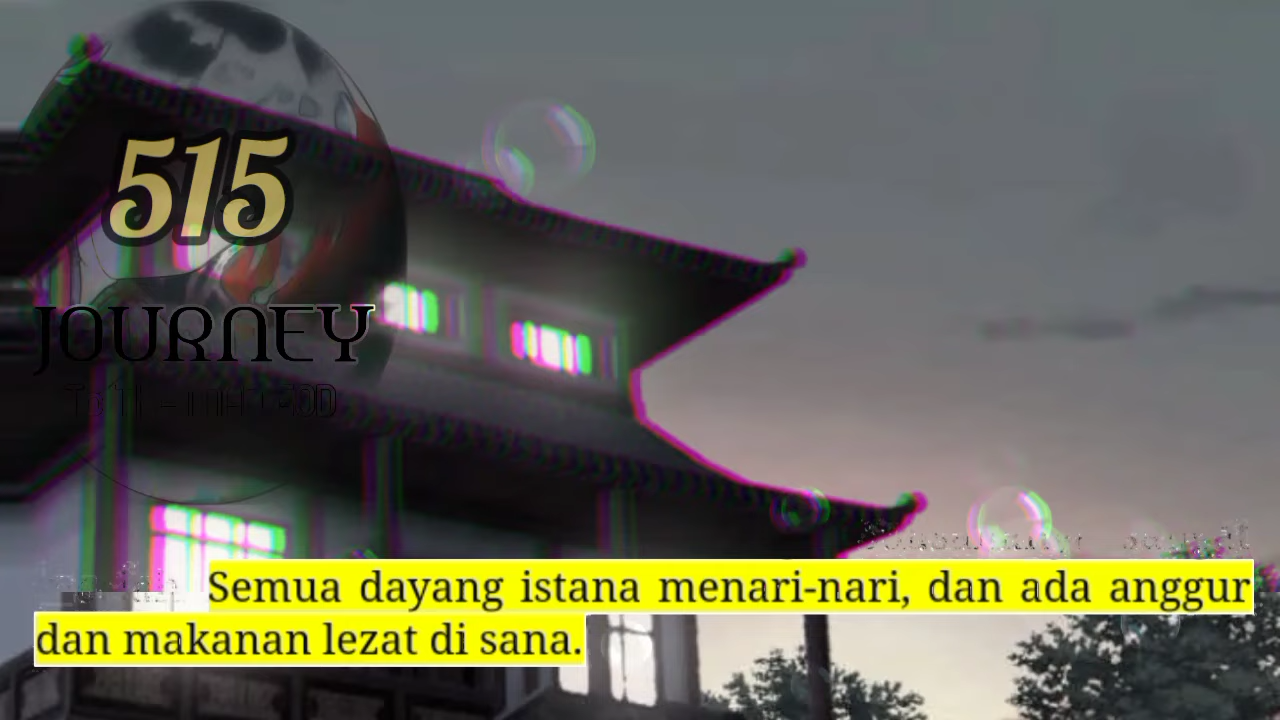 515
JOURNEY
Semua dayang istana menari-nari, dan ada anggur
dan makanan lezat di sana.